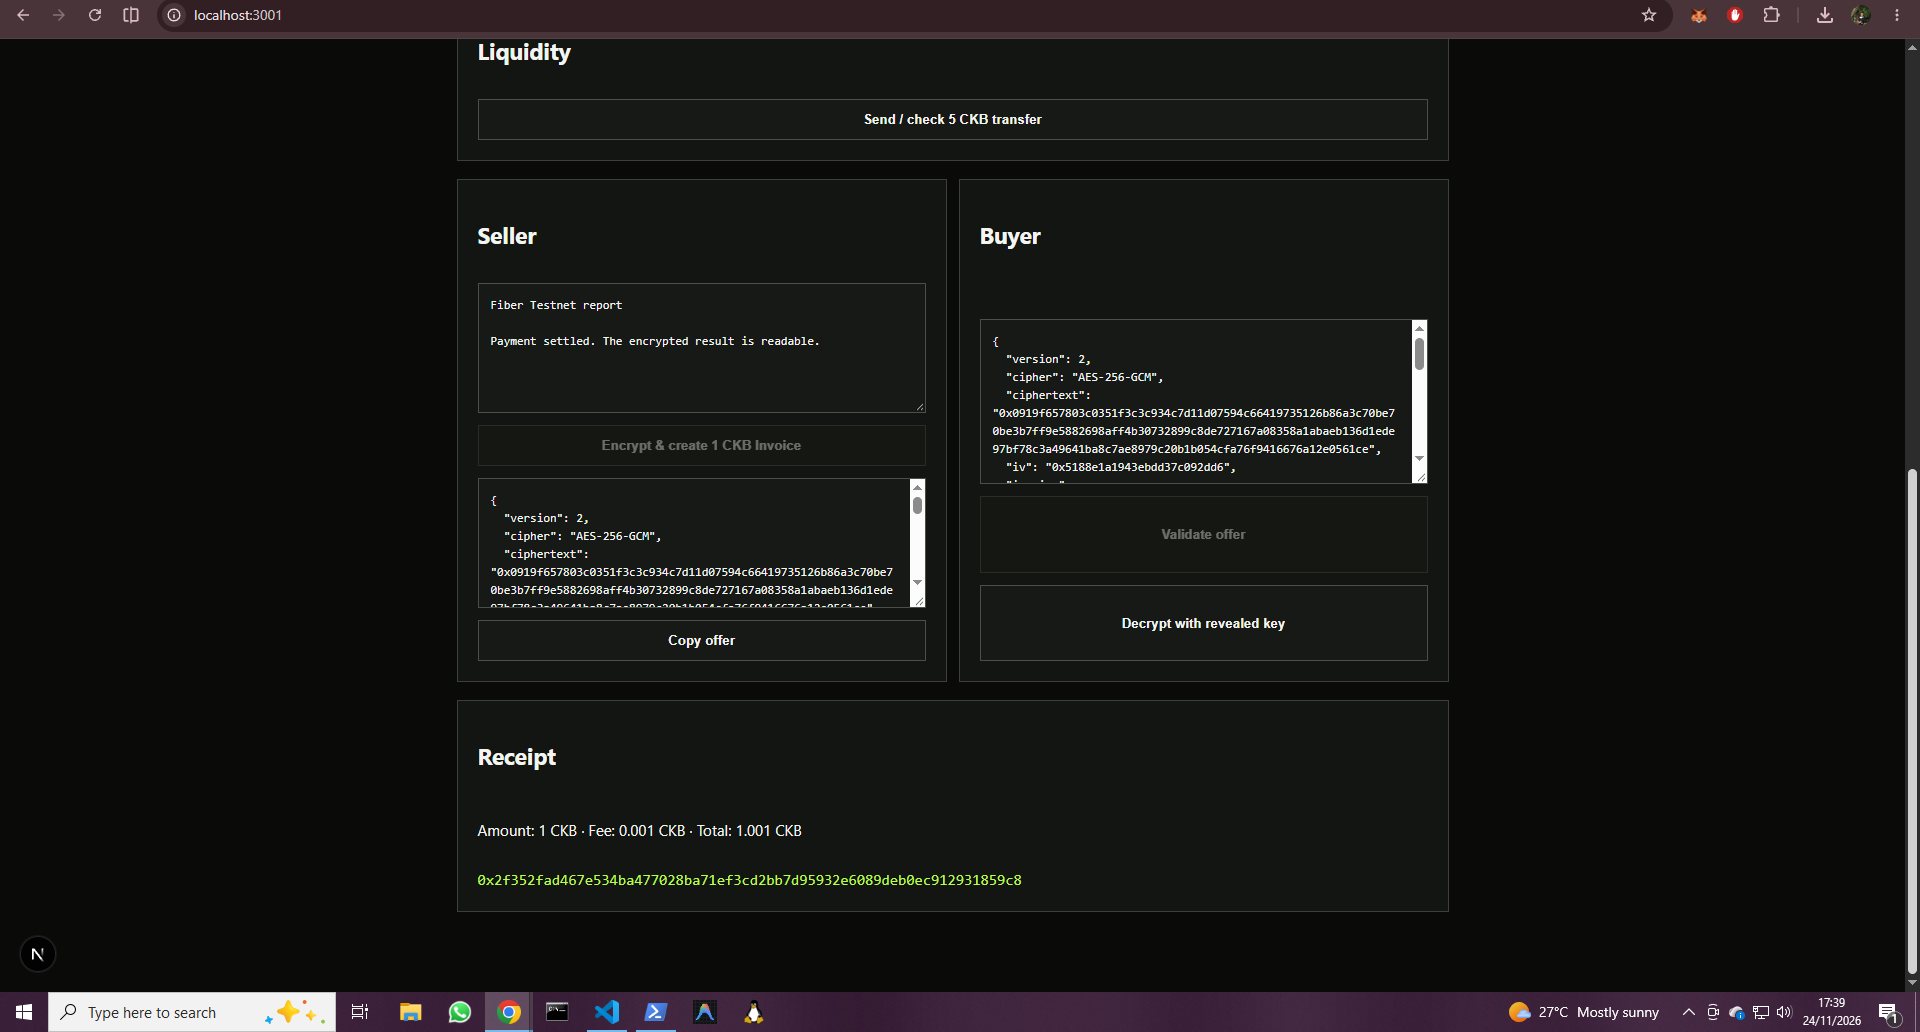 localhost:3001
Liquidity
Send / check 5 CKB transfer
Seller
Fiber Testnet report
Payment settled. The encrypted result is readable.
Encrypt & create 1 CKB Invoice
{
"version": 2,
"cipher": "AES-256-GCM",
"ciphertext":
"0x0919f657803c0351f3c3c934c7d11d07594c66419735126b86a3c70be7
0be3b7ff9e5882698aff4b30732899c8de727167a08358a1abaeb136d1ede
Copy offer
Buyer
{
"version": 2,
"cipher": "AES-256-GCM",
"ciphertext":
"0x0919f657803c0351f3c3c934c7d11d07594c66419735126b86a3c70be7
0be3b7ff9e5882698aff4b30732899c8de727167a08358a1abaeb136d1ede
97bf78c3a49641ba8c7ae8979c20b1b054cfa76f9416676a12e0561ce",
"iv": "0x5188e1a1943ebdd37c092dd6",
Validate offer
Decrypt with revealed key
Receipt
Amount: 1 CKB · Fee: 0.001 CKB · Total: 1.001 CKB
0x2f352fad467e534ba477028ba71ef3cd2bb7d95932e6089deb0ec912931859c8
N
Type here to search
27°C Mostly sunny
17:39
24/11/2026
1